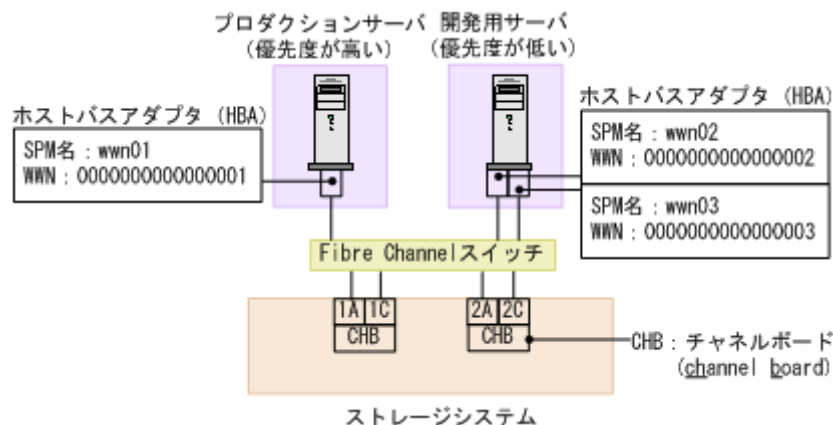 プロダクションサーバ
(優先度が高い)
開発用サーバ
(優先度が低い)
ホストバスアダプタ (HBA)
SPM名：wwn01
WWN：0000000000000001
ホストバスアダプタ (HBA)
SPM名：wwn02
WWN：0000000000000002
SPM名：wwn03
WWN：0000000000000003
Fibre Channelスイッチ
1A 1C
CHB
2A 2C
CHB
CHB：チャネルボード
(channel board)
ストレージシステム